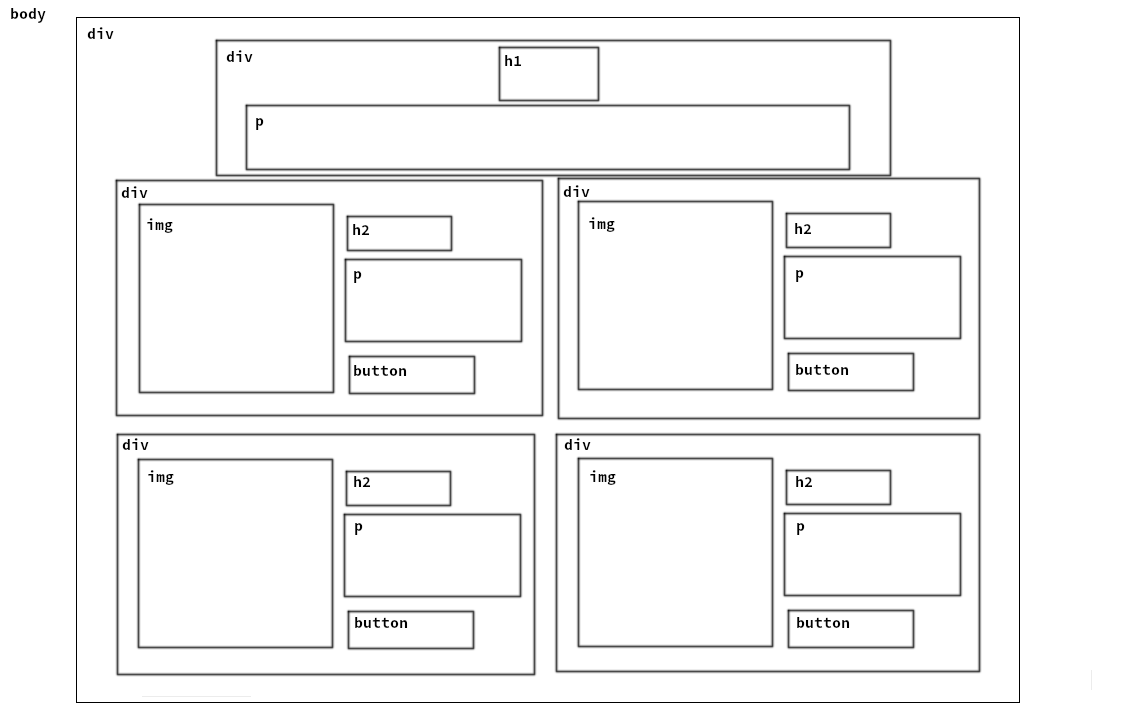 body
div
div
h1
p
div
img
h2
p
button
div
img
h2
p
button
div
img
h2
p
button
div
img
h2
p
button